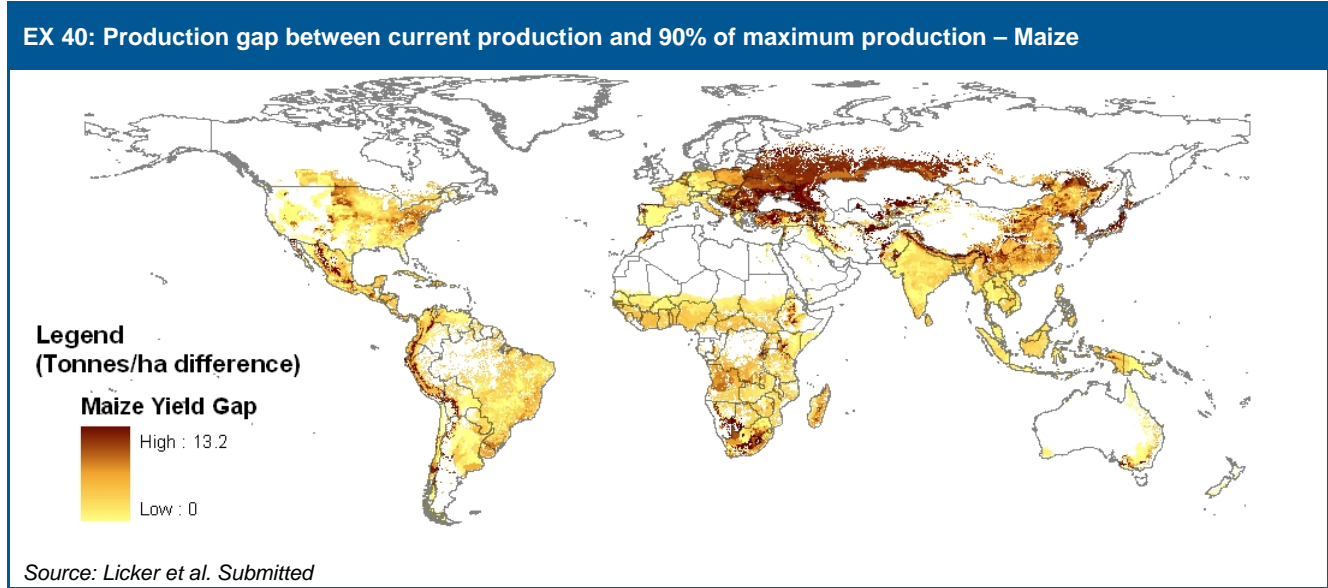 EX 40: Production gap between current production and 90% of maximum production – Maize
Legend
(Tonnes/ha difference)
Maize Yield Gap
High : 13.2
Low : 0
Source: Licker et al. Submitted